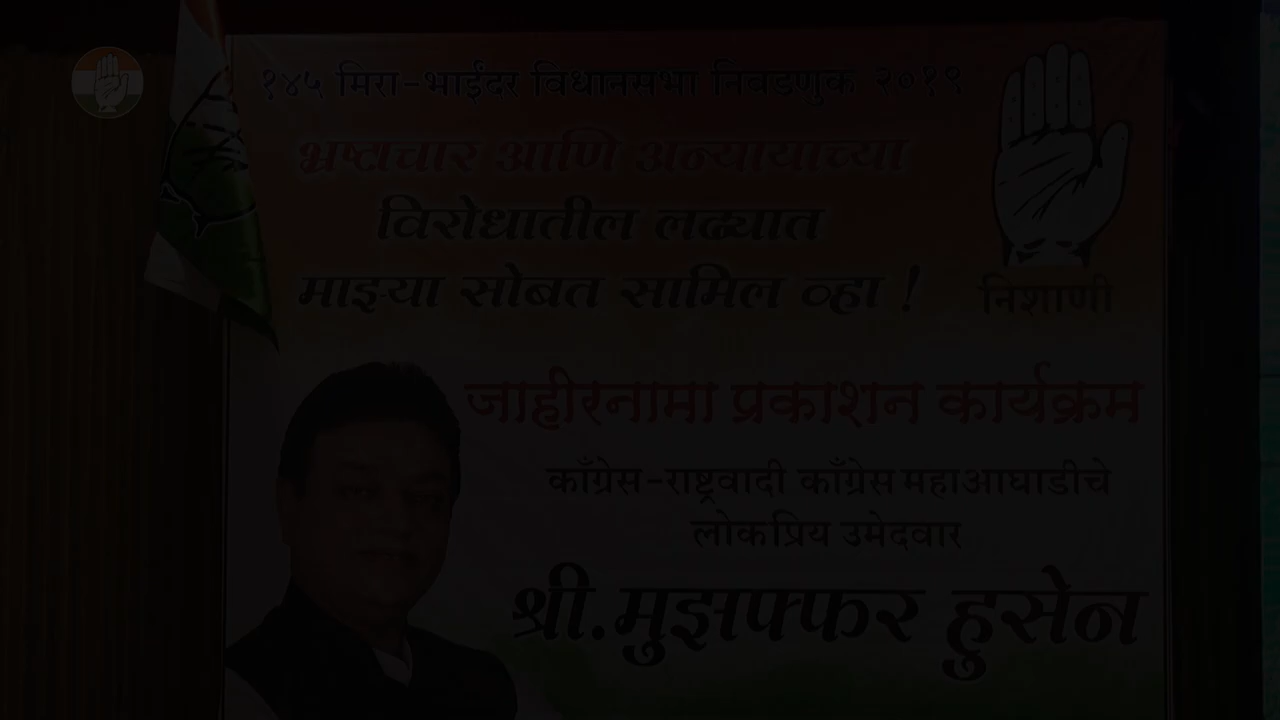 १४५ मिरा-भाईंदर विधानसभा निवडणुक २०१९
भ्रष्टाचार आणि अन्यायाच्या
विरोधातील लढ्यात
माझ्या सोबत सामिल व्हा !
निशाणी
जाहीरनामा प्रकाशन कार्यक्रम
काँग्रेस-राष्ट्रवादी काँग्रेस महाआघाडीचे
लोकप्रिय उमेदवार
श्री.मुझफ्फर हुसेन